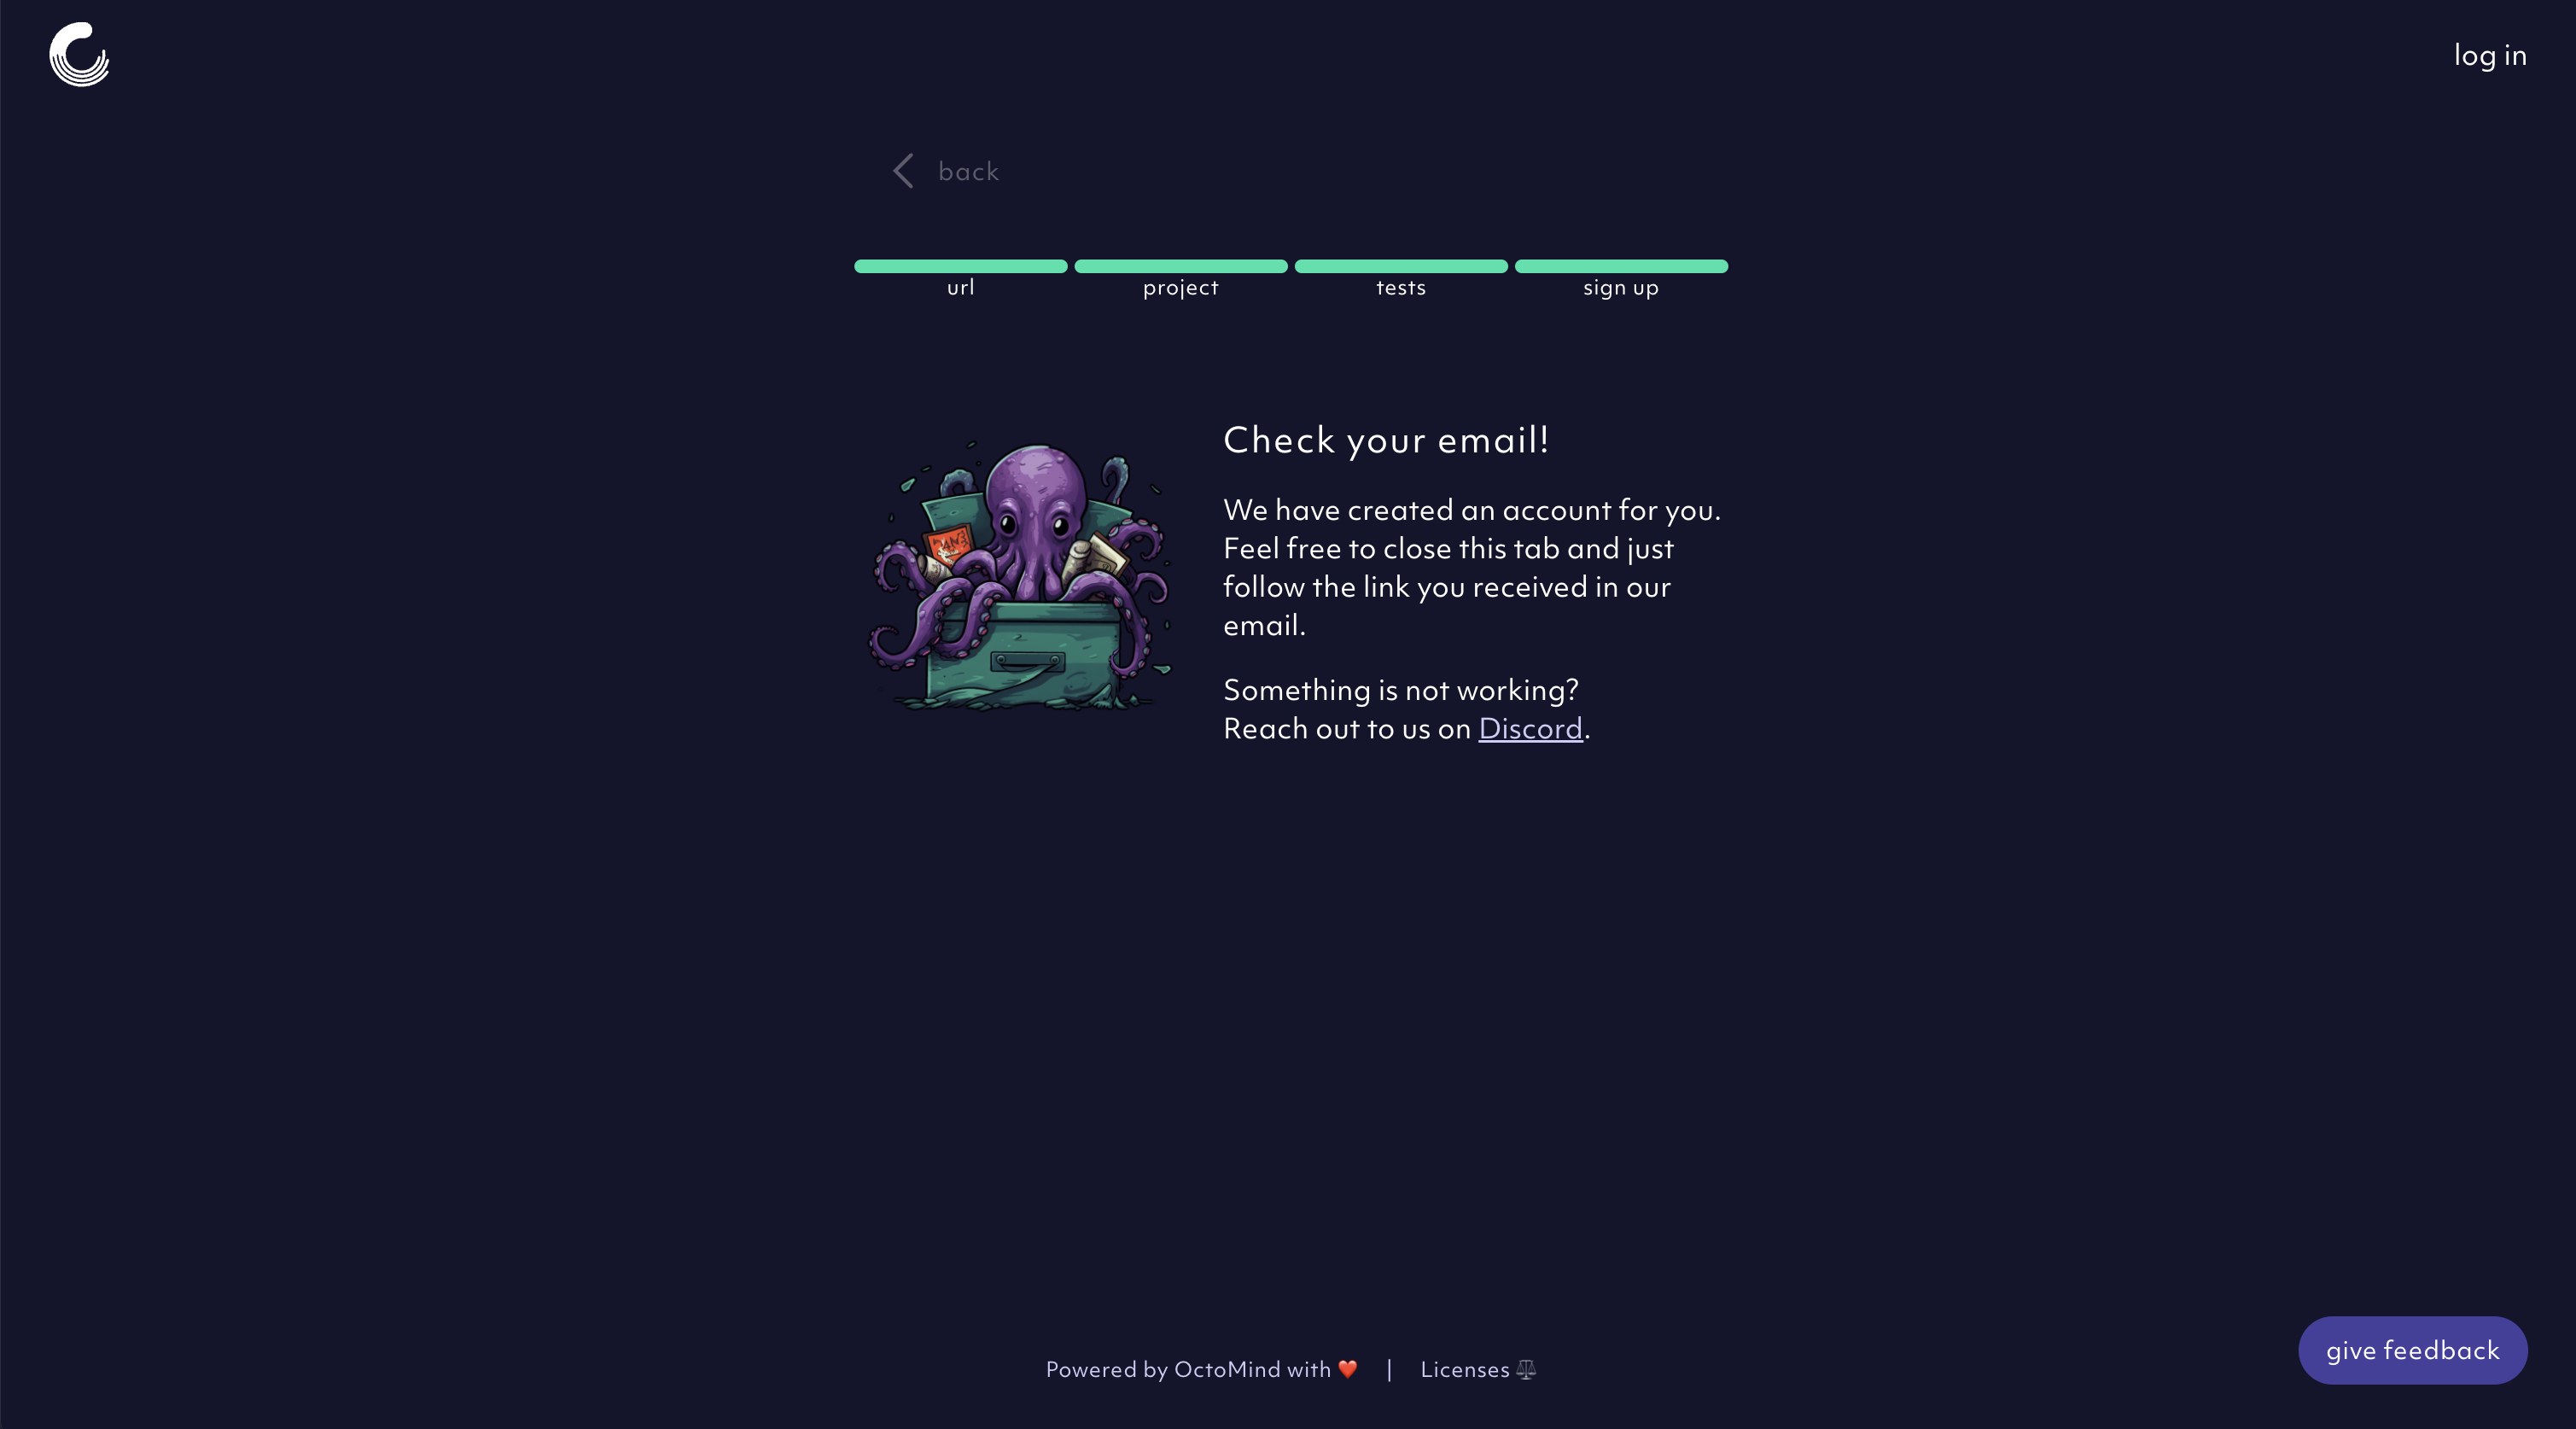 log in
back
url
project
tests
sign up
Check your email!
We have created an account for you.
Feel free to close this tab and just
follow the link you received in our
email.
Something is not working?
Reach out to us on Discord.
Powered by OctoMind with ❤️ | Licenses ⚖️
give feedback